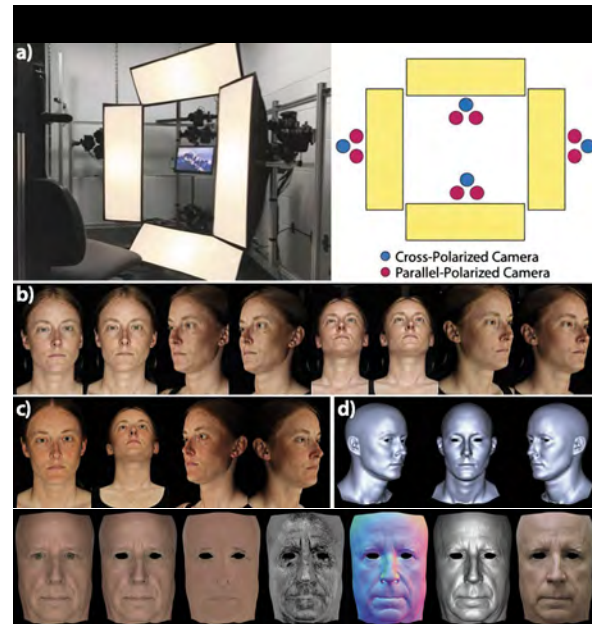 a)
Cross-Polarized Camera
Parallel-Polarized Camera
b)
c)
d)